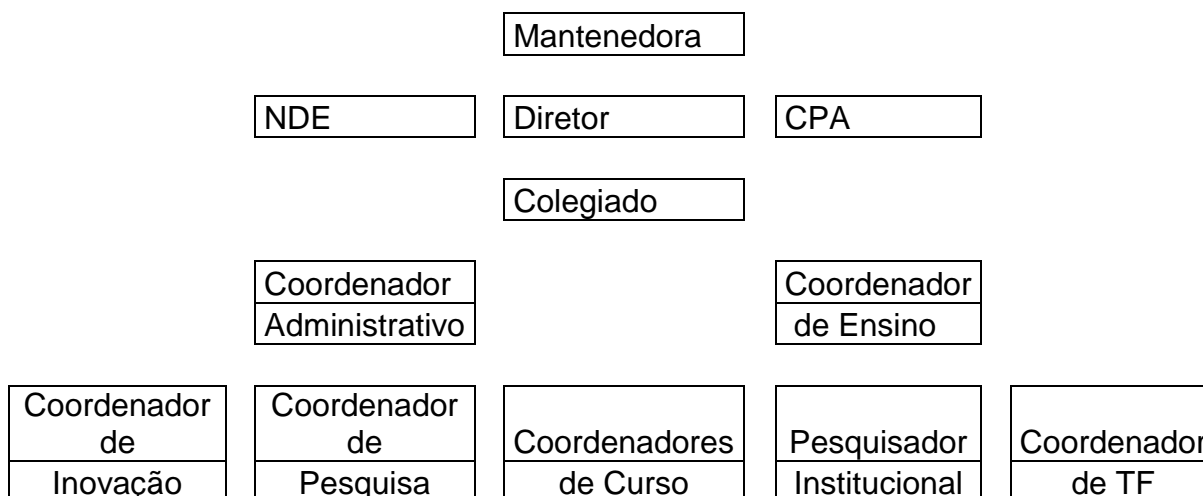 Mantenedora
NDE
Diretor
CPA
Colegiado
Coordenador
Administrativo
Coordenador
de Ensino
Coordenador
de
Inovação
Coordenador
de
Pesquisa
Coordenadores
de Curso
Pesquisador
Institucional
Coordenador
de TF